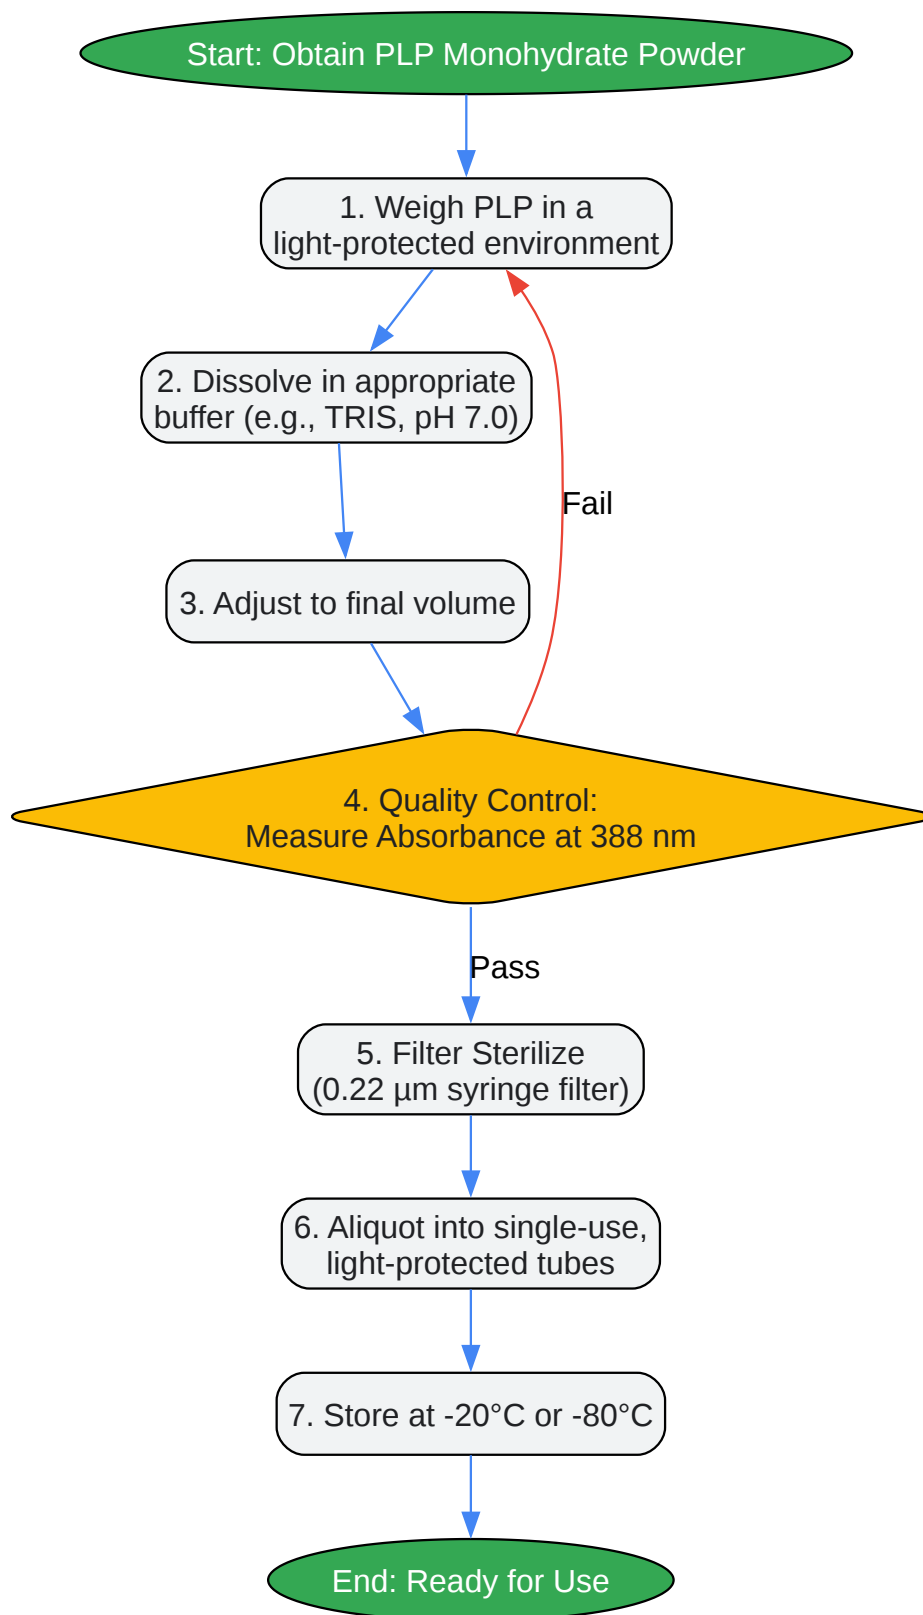 Start: Obtain PLP Monohydrate Powder
1. Weigh PLP in a
light-protected environment
2. Dissolve in appropriate
buffer (e.g., TRIS, pH 7.0)
Fail
3. Adjust to final volume
4. Quality Control:
Measure Absorbance at 388 nm
Pass
5. Filter Sterilize
(0.22 µm syringe filter)
6. Aliquot into single-use,
light-protected tubes
7. Store at -20°C or -80°C
End: Ready for Use